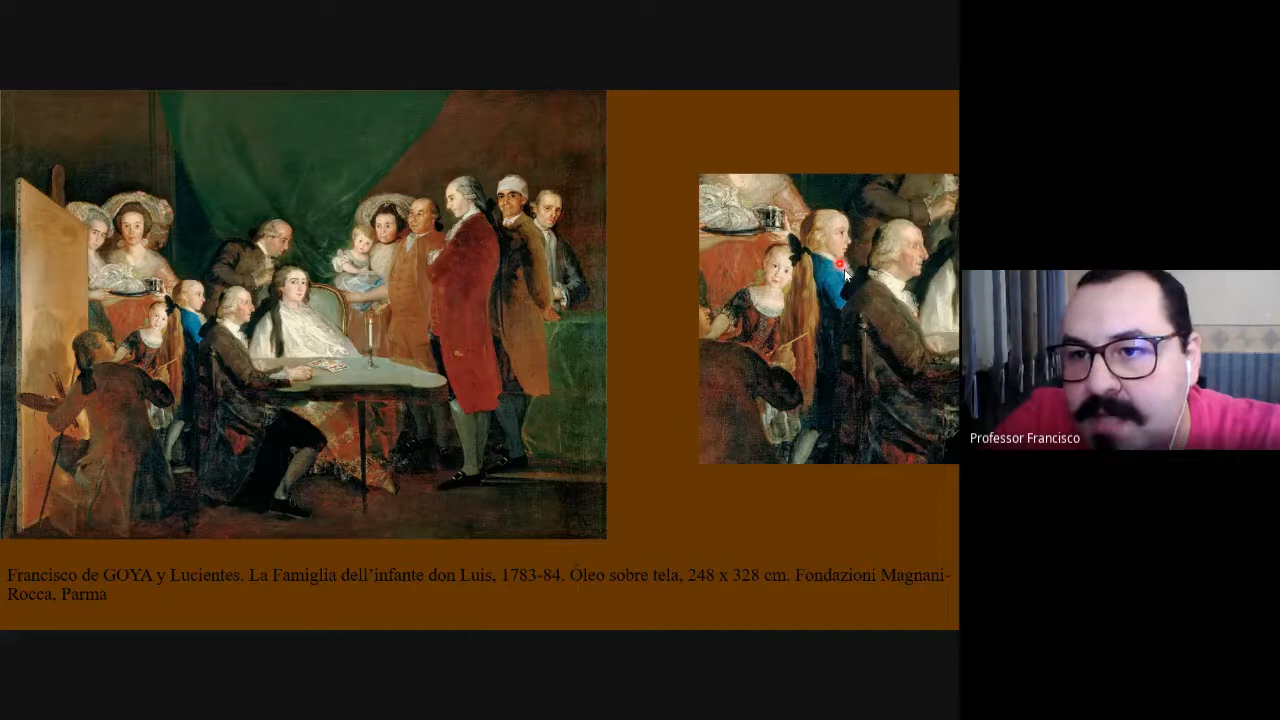 Francisco de GOYA y Lucientes. La Famiglia dell’infante don Luis, 1783-84. Óleo sobre tela, 248 x 328 cm. Fondazioni Magnani-
Rocca, Parma
Professor Francisco